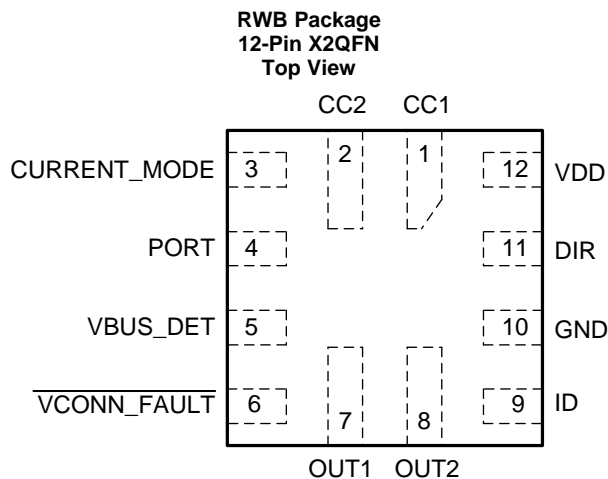 RWB Package
12-Pin X2QFN
Top View
CC2 CC1
CURRENT_MODE 3 2 1 12 VDD
PORT 4 11 DIR
VBUS_DET 5 10 GND
VCONN_FAULT 6 7 8 9 ID
OUT1 OUT2